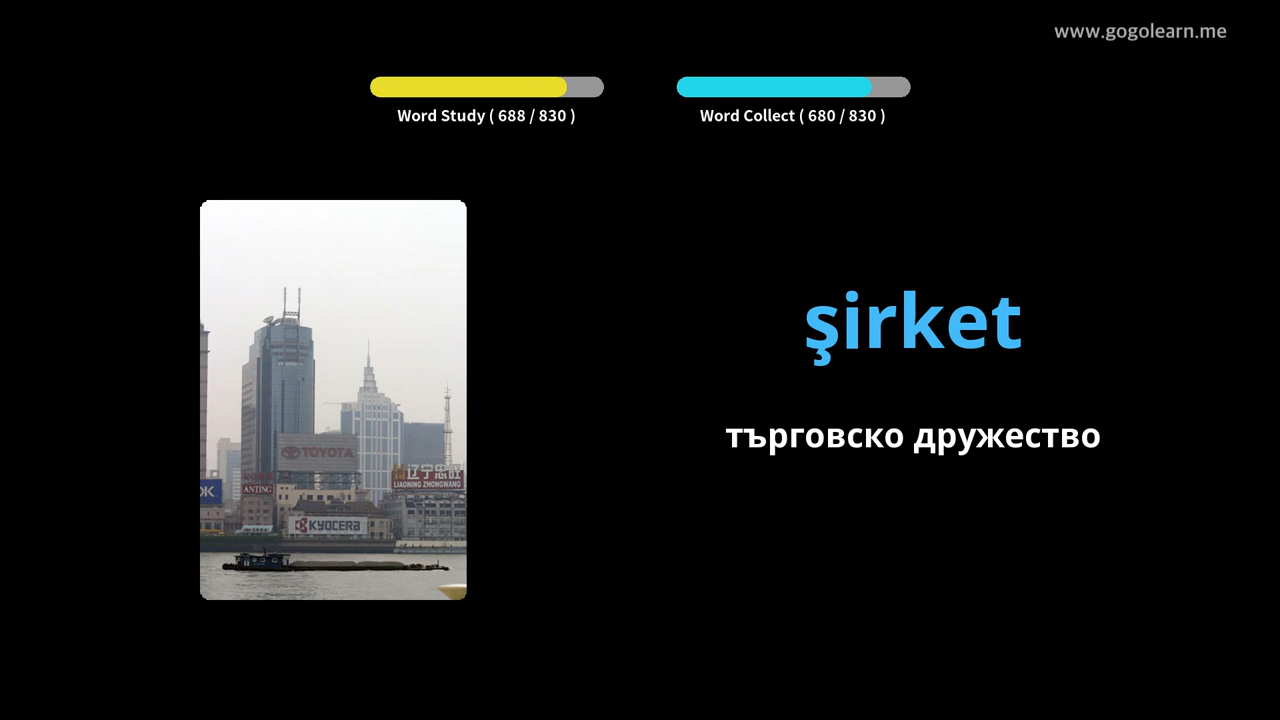 www.gogolearn.me
Word Study ( 688 / 830 )
Word Collect ( 680 / 830 )
şirket
търговско дружество
TOYOTA
辽宁忠旺
LIAONING ZHONGWANG
ANTING
KYOCERA